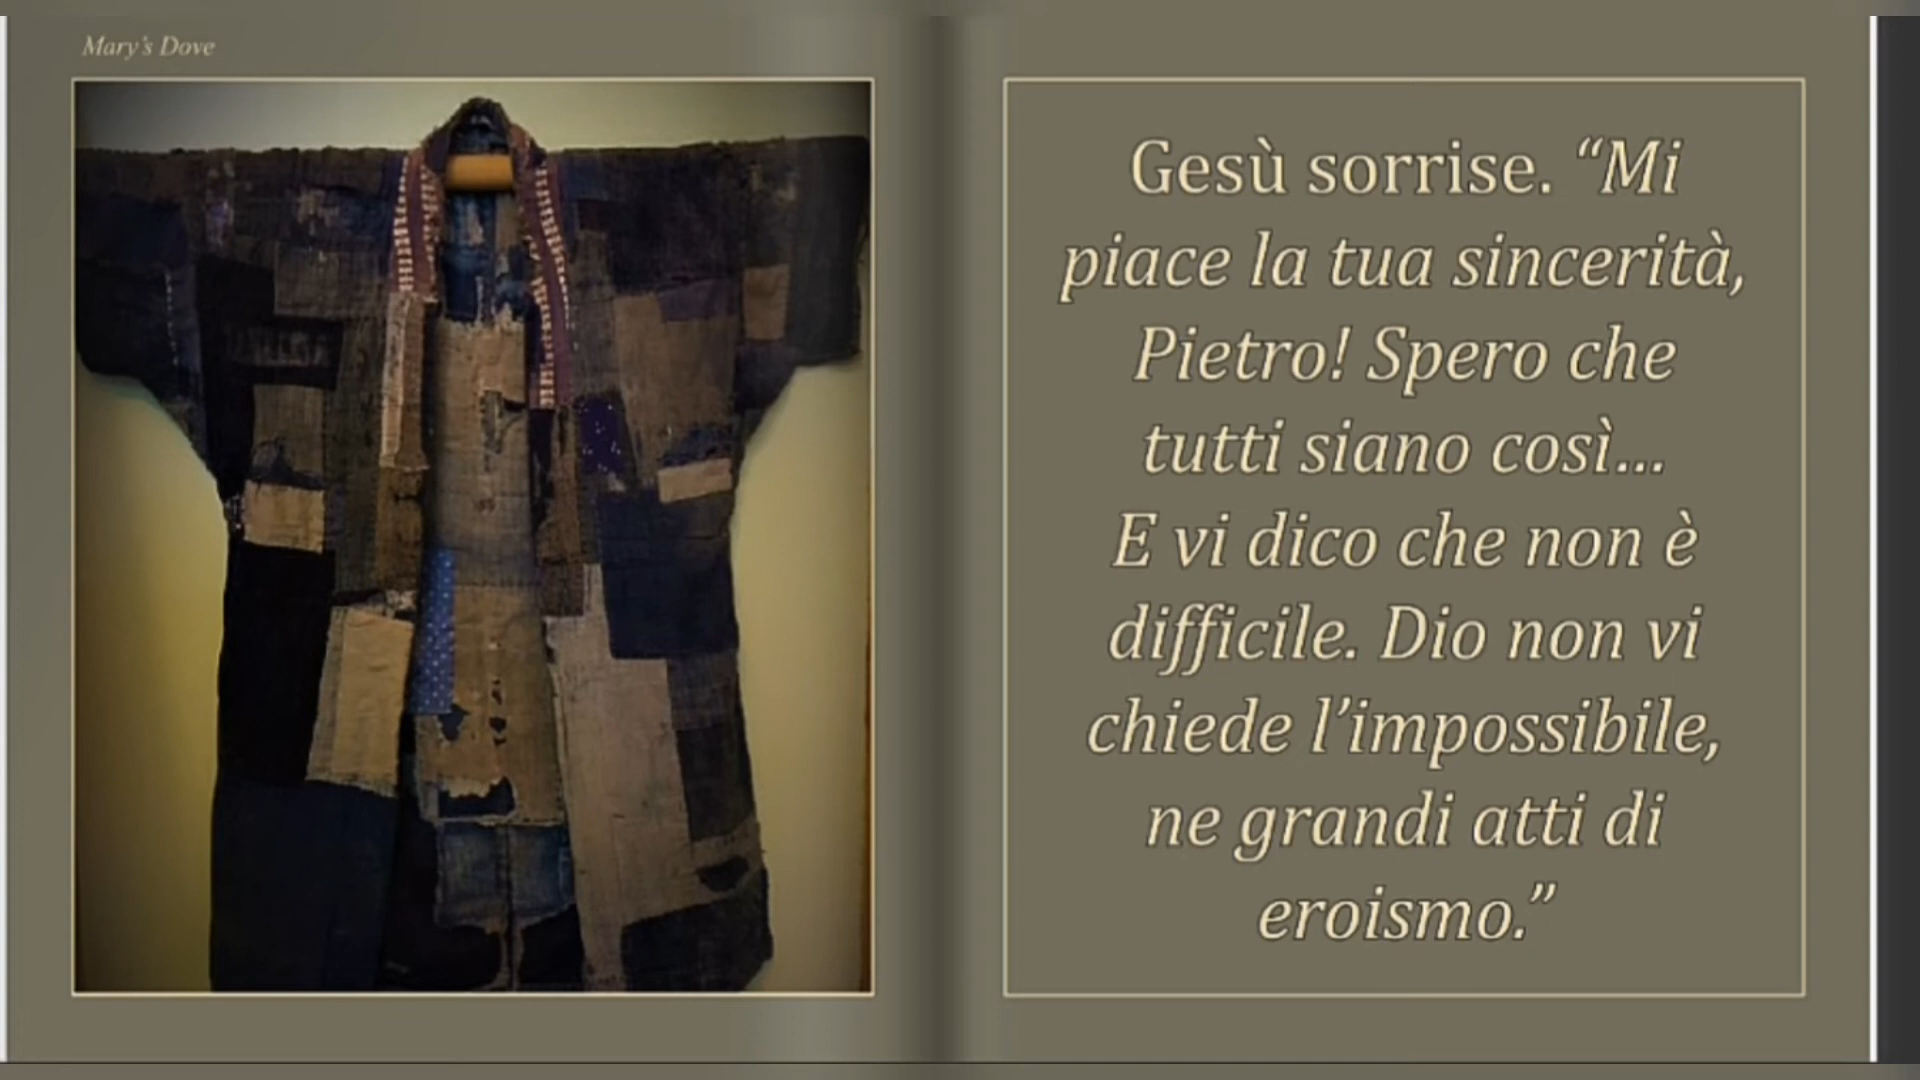 Mary's Dove
Gesù sorrise. “Mi
piace la tua sincerità,
Pietro! Spero che
tutti siano così...
E vi dico che non è
difficile. Dio non vi
chiede l’impossibile,
ne grandi atti di
eroismo.”